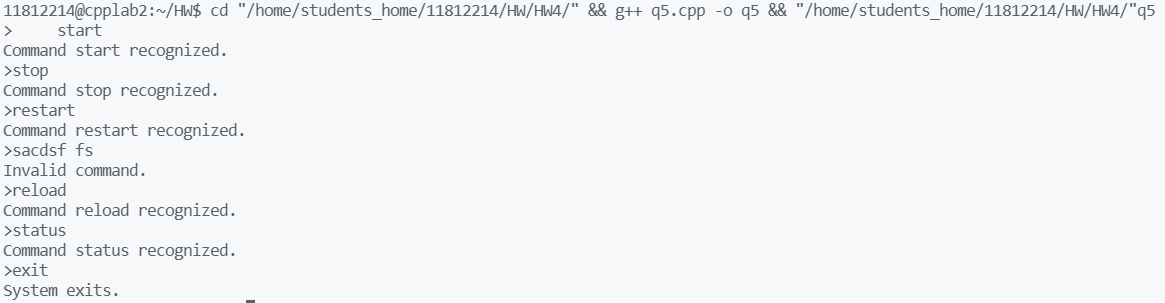 11812214@cpplab2:~/HW$ cd "/home/students_home/11812214/HW/HW4/" && g++ q5.cpp -o q5 && "/home/students_home/11812214/HW/HW4/"q5
>     start
Command start recognized.
>stop
Command stop recognized.
>restart
Command restart recognized.
>sacdsf fs
Invalid command.
>reload
Command reload recognized.
>status
Command status recognized.
>exit
System exits.